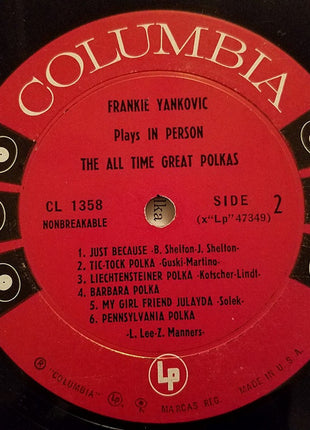 COLUMBIA
FRANKIE YANKOVIC
Plays IN PERSON
THE ALL TIME GREAT POLKAS
CL 1358
NONBREAKABLE
SIDE 2
(x"Lp" 47349)
1. JUST BECAUSE -B. Shelton-J. Shelton-
2. TIC-TOCK POLKA -Guski-Martino-
3. LIECHTENSTEINER POLKA -Kotscher-Lindt-
4. BARBARA POLKA
5. MY GIRL FRIEND JULAYDA -Solek-
6. PENNSYLVANIA POLKA
-L. Lee-Z. Manners-
Lp
® "COLUMBIA" MARCAS REG. MADE IN U.S.A.